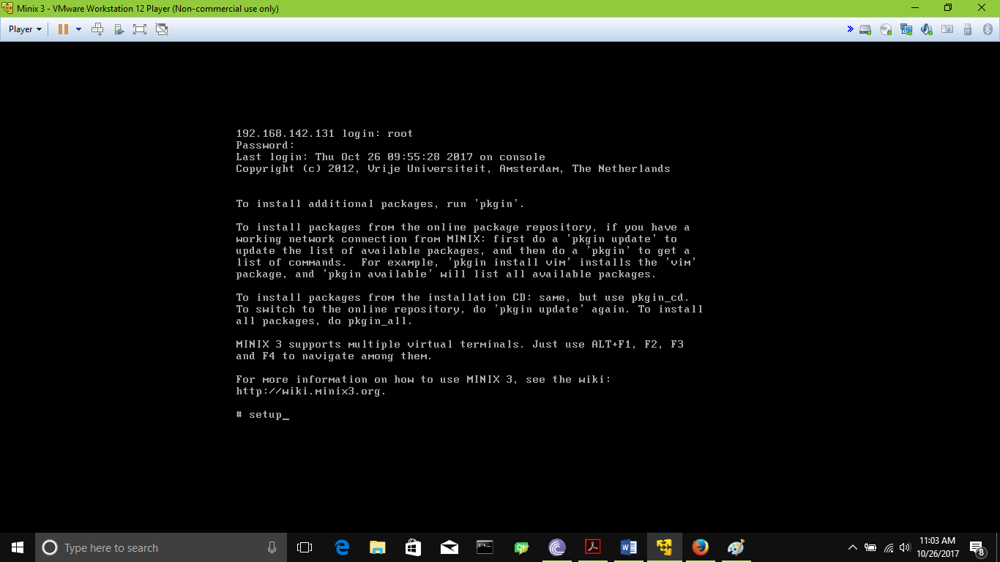 Minix 3 - VMware Workstation 12 Player (Non-commercial use only)
Player
192.168.142.131 login: root
Password:
Last login: Thu Oct 26 09:55:28 2017 on console
Copyright (c) 2012, Vrije Universiteit, Amsterdam, The Netherlands
To install additional packages, run 'pkgin'.
To install packages from the online package repository, if you have a
working network connection from MINIX: first do a 'pkgin update' to
update the list of available packages, and then do a 'pkgin' to get a
list of commands.  For example, 'pkgin install vim' installs the 'vim'
package, and 'pkgin available' will list all available packages.
To install packages from the installation CD: same, but use pkgin_cd.
To switch to the online repository, do 'pkgin update' again. To install
all packages, do pkgin_all.
MINIX 3 supports multiple virtual terminals. Just use ALT+F1, F2, F3
and F4 to navigate among them.
For more information on how to use MINIX 3, see the wiki:
http://wiki.minix3.org.
# setup_
Type here to search
11:03 AM
10/26/2017
8